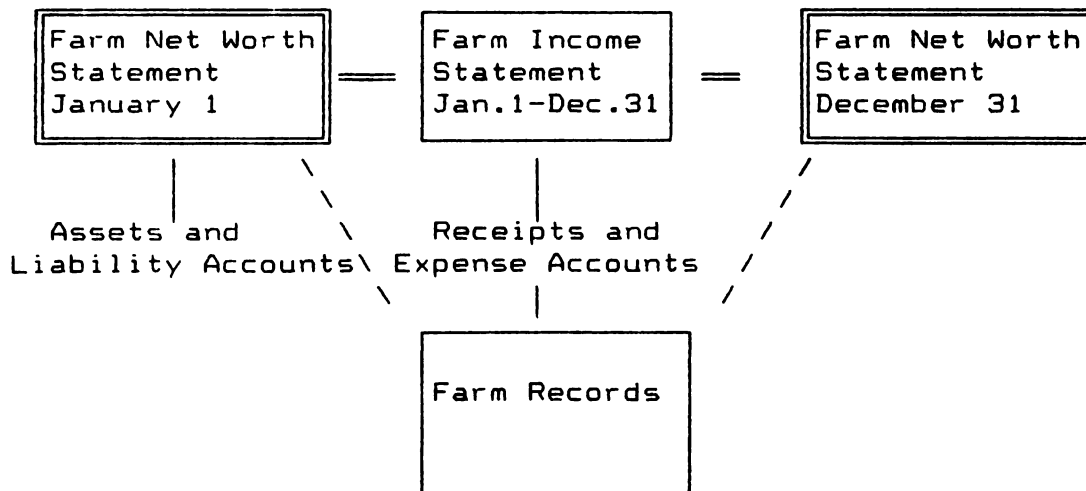 Farm Net Worth
Statement
January 1
Farm Income
Statement
Jan.1-Dec.31
Farm Net Worth
Statement
December 31
Assets and
Liability Accounts
Receipts and
Expense Accounts
Farm Records